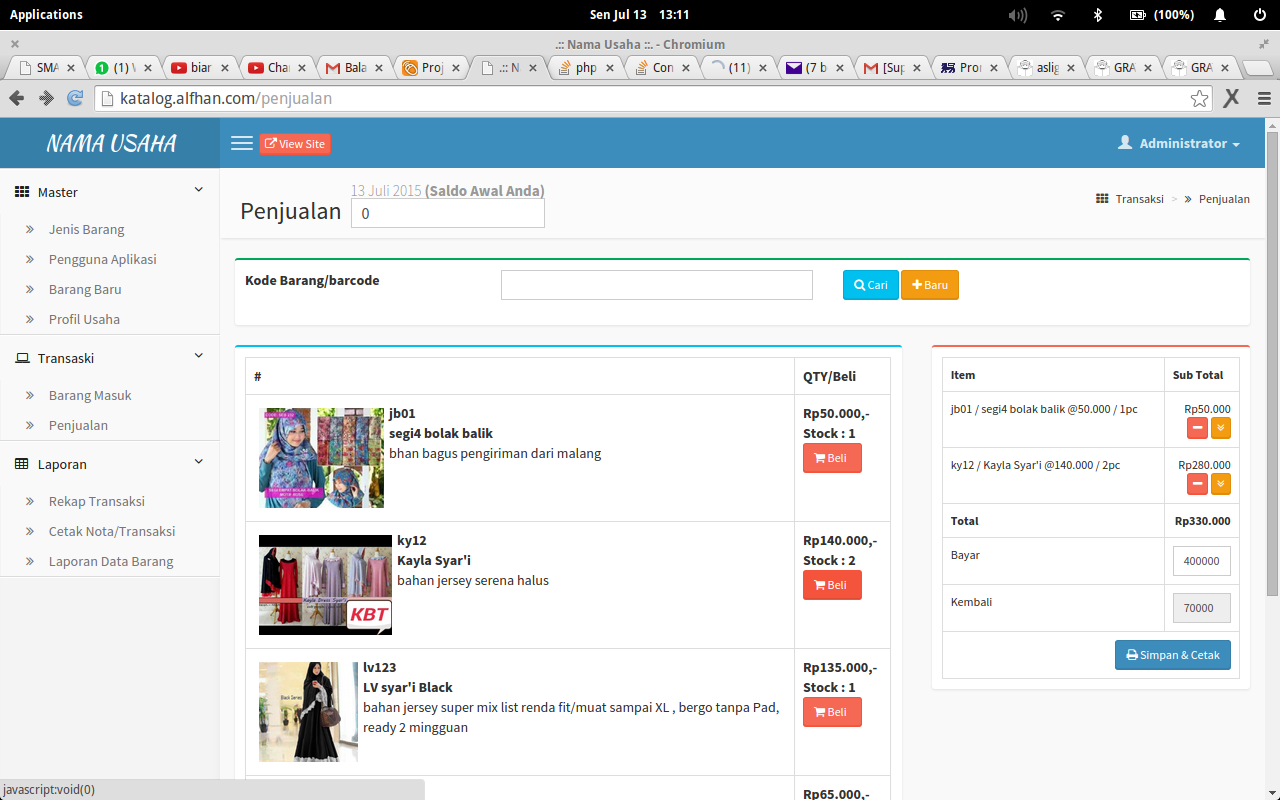 Applications
Sen Jul 13 13:11
(100%)
.:: Nama Usaha ::. - Chromium
SMA
(1) W
biar
Cha
Bala
Proj
.:: N
php
Con
(11)
(7 b
[Sup
Pror
aslig
GRA
GRA
katalog.alfhan.com/penjualan
NAMA USAHA
View Site
Administrator
Master
Jenis Barang
Pengguna Aplikasi
Barang Baru
Profil Usaha
Transaski
Barang Masuk
Penjualan
Laporan
Rekap Transaksi
Cetak Nota/Transaksi
Laporan Data Barang
Penjualan
13 Juli 2015 (Saldo Awal Anda)
0
Transaksi > » Penjualan
Kode Barang/barcode
Cari
Baru
# QTY/Beli
jb01
segi4 bolak balik
bhan bagus pengiriman dari malang
Rp50.000,-
Stock : 1
Beli
ky12
Kayla Syar'i
bahan jersey serena halus
KBT
Rp140.000,-
Stock : 2
Beli
lv123
LV syar'i Black
bahan jersey super mix list renda fit/muat sampai XL , bergo tanpa Pad,
ready 2 mingguan
Rp135.000,-
Stock : 1
Beli
Rp65.000,-
Item Sub Total
jb01 / segi4 bolak balik @50.000 / 1pc Rp50.000
ky12 / Kayla Syar'i @140.000 / 2pc Rp280.000
Total Rp330.000
Bayar 400000
Kembali 70000
Simpan & Cetak
javascript:void(0)